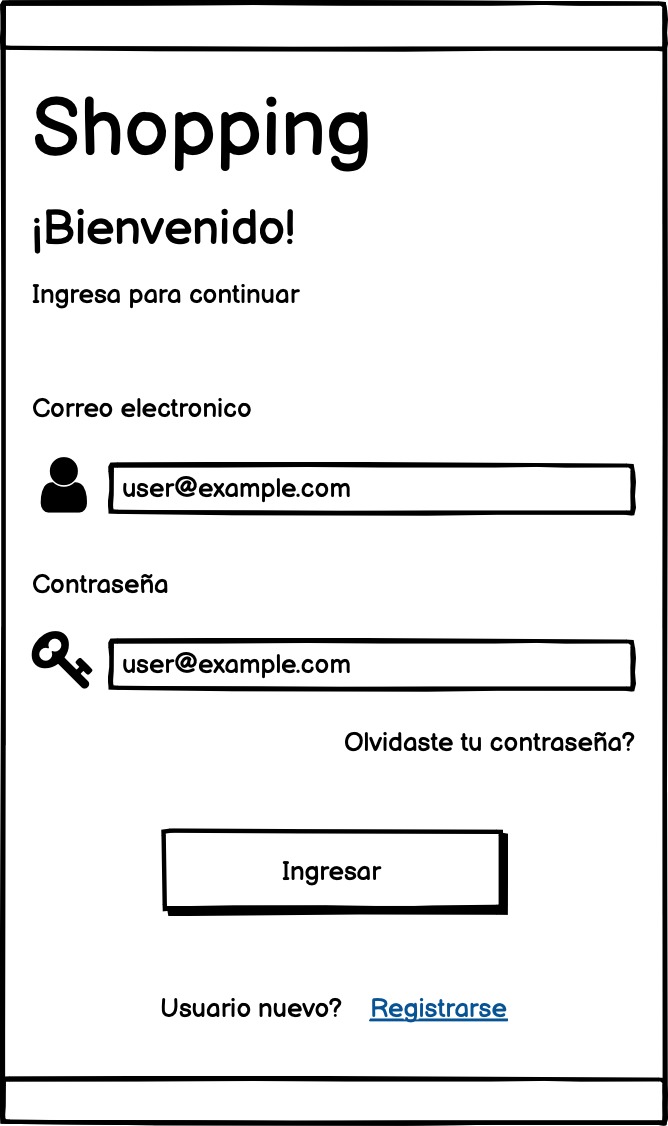 Shopping
¡Bienvenido!
Ingresa para continuar
Correo electronico
user@example.com
Contraseña
user@example.com
Olvidaste tu contraseña?
Ingresar
Usuario nuevo? Registrarse